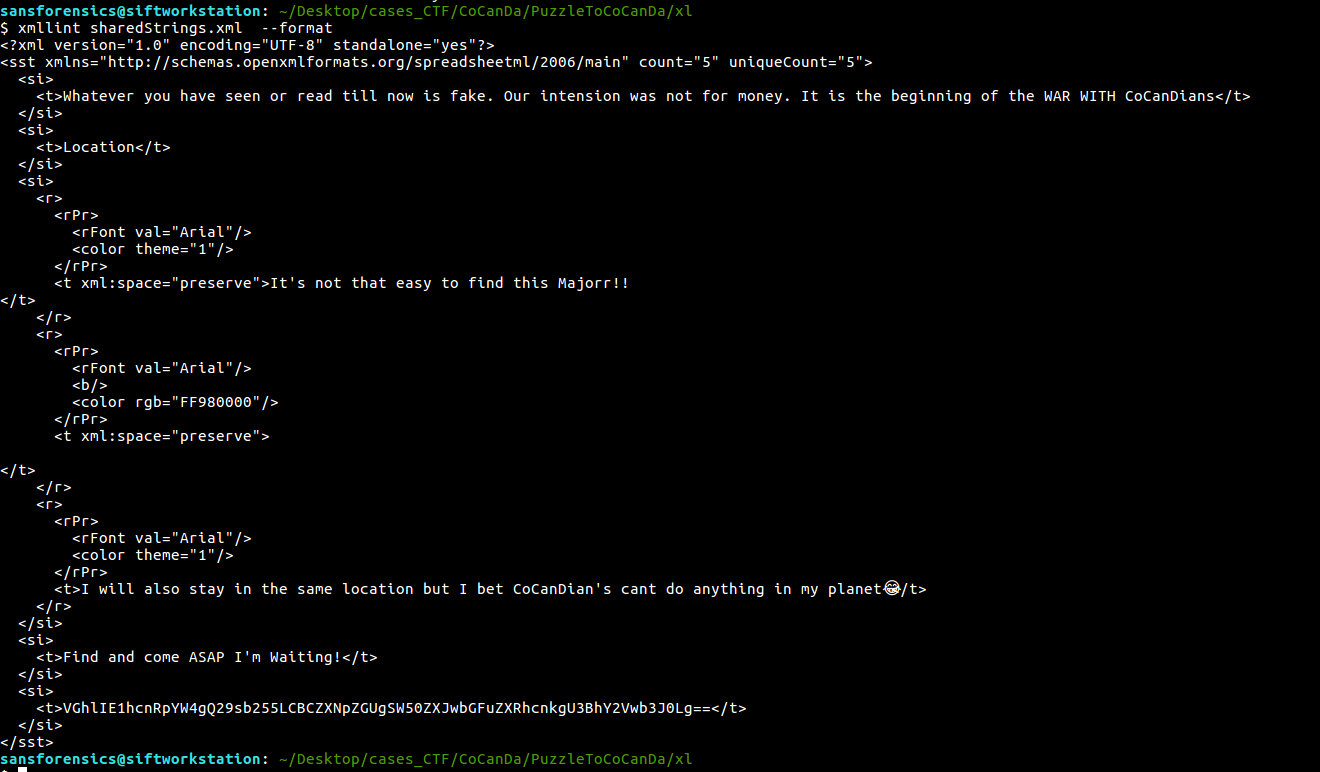 sansforensics@siftworkstation: ~/Desktop/cases_CTF/CoCanDa/PuzzleToCoCanDa/xl
$ xmllint sharedStrings.xml  --format
<?xml version="1.0" encoding="UTF-8" standalone="yes"?>
<sst xmlns="http://schemas.openxmlformats.org/spreadsheetml/2006/main" count="5" uniqueCount="5">
  <si>
    <t>Whatever you have seen or read till now is fake. Our intension was not for money. It is the beginning of the WAR WITH CoCanDians</t>
  </si>
  <si>
    <t>Location</t>
  </si>
  <si>
    <r>
      <rPr>
        <rFont val="Arial"/>
        <color theme="1"/>
      </rPr>
      <t xml:space="preserve">It's not that easy to find this Majorr!!
</t>
    </r>
    <r>
      <rPr>
        <rFont val="Arial"/>
        <b/>
        <color rgb="FF980000"/>
      </rPr>
      <t xml:space="preserve">

</t>
    </r>
    <r>
      <rPr>
        <rFont val="Arial"/>
        <color theme="1"/>
      </rPr>
      <t>I will also stay in the same location but I bet CoCanDian's cant do anything in my planet😂/t>
    </r>
  </si>
  <si>
    <t>Find and come ASAP I'm Waiting!</t>
  </si>
  <si>
    <t>VGhlIE1hcnRpYW4gQ29sb255LCBCZXNpZGUgSW50ZXJwbGFuZXRhcnkgU3BhY2Vwb3J0Lg==</t>
  </si>
</sst>
sansforensics@siftworkstation: ~/Desktop/cases_CTF/CoCanDa/PuzzleToCoCanDa/xl